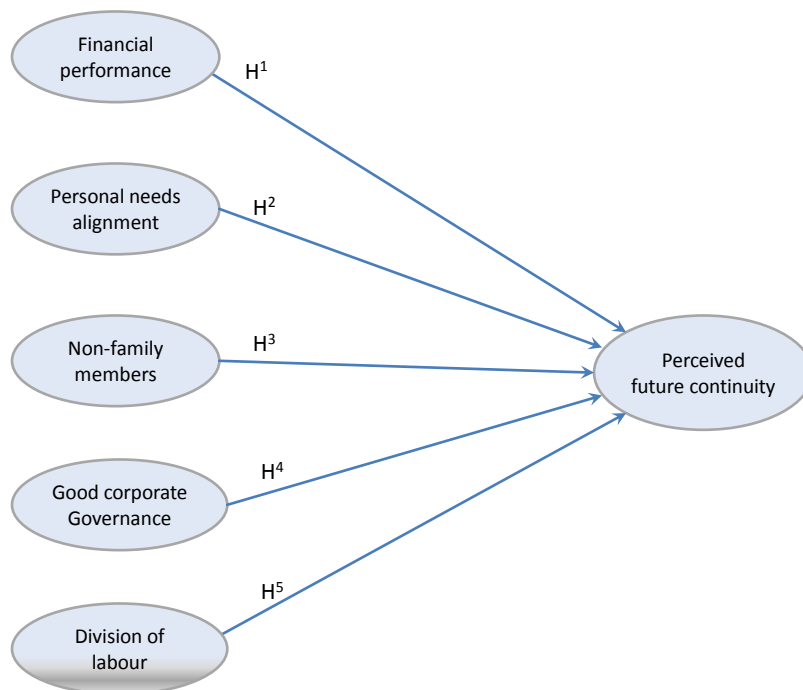 Financial
performance
H¹
Personal needs
alignment
H²
Non-family
members
H³
Perceived
future continuity
Good corporate
Governance
H⁴
Division of
labour
H⁵